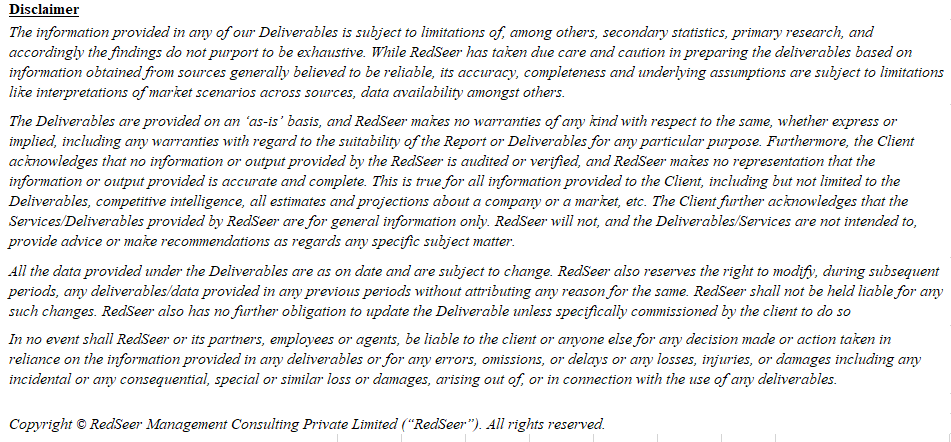 Disclaimer
The information provided in any of our Deliverables is subject to limitations of, among others, secondary statistics, primary research, and
accordingly the findings do not purport to be exhaustive. While RedSeer has taken due care and caution in preparing the deliverables based on
information obtained from sources generally believed to be reliable, its accuracy, completeness and underlying assumptions are subject to limitations
like interpretations of market scenarios across sources, data availability amongst others.
The Deliverables are provided on an ‘as-is’ basis, and RedSeer makes no warranties of any kind with respect to the same, whether express or
implied, including any warranties with regard to the suitability of the Report or Deliverables for any particular purpose. Furthermore, the Client
acknowledges that no information or output provided by the RedSeer is audited or verified, and RedSeer makes no representation that the
information or output provided is accurate and complete. This is true for all information provided to the Client, including but not limited to the
Deliverables, competitive intelligence, all estimates and projections about a company or a market, etc. The Client further acknowledges that the
Services/Deliverables provided by RedSeer are for general information only. RedSeer will not, and the Deliverables/Services are not intended to,
provide advice or make recommendations as regards any specific subject matter.
All the data provided under the Deliverables are as on date and are subject to change. RedSeer also reserves the right to modify, during subsequent
periods, any deliverables/data provided in any previous periods without attributing any reason for the same. RedSeer shall not be held liable for any
such changes. RedSeer also has no further obligation to update the Deliverable unless specifically commissioned by the client to do so
In no event shall RedSeer or its partners, employees or agents, be liable to the client or anyone else for any decision made or action taken in
reliance on the information provided in any deliverables or for any errors, omissions, or delays or any losses, injuries, or damages including any
incidental or any consequential, special or similar loss or damages, arising out of, or in connection with the use of any deliverables.
Copyright © RedSeer Management Consulting Private Limited (“RedSeer”). All rights reserved.